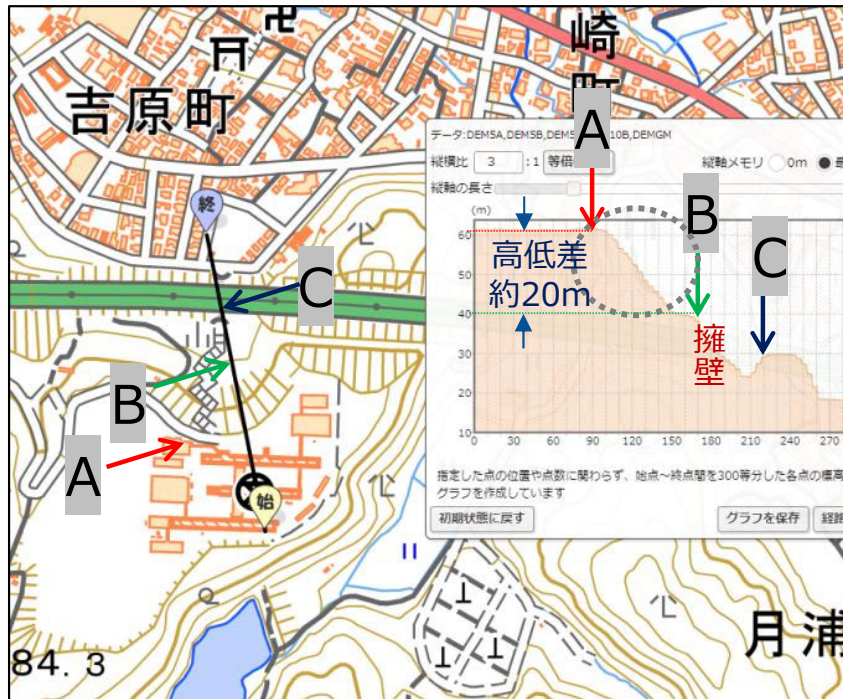 吉原町
崎
町
終
始
A
B
C
データ:DEM5A,DEM5B,DEM5
10B,DEMGM
縦横比 3 :1 等倍
縦軸メモリ 0m
縦軸の長さ
(m)
60
50
40
30
20
10
0 30 60 90 120 150 180 210 240 270
A
B
C
高低差
約20m
擁壁
指定した点の位置や点数に関わらず、始点～終点間を300等分した各点の標高
グラフを作成しています
初期状態に戻す
グラフを保存
84.3
月浦